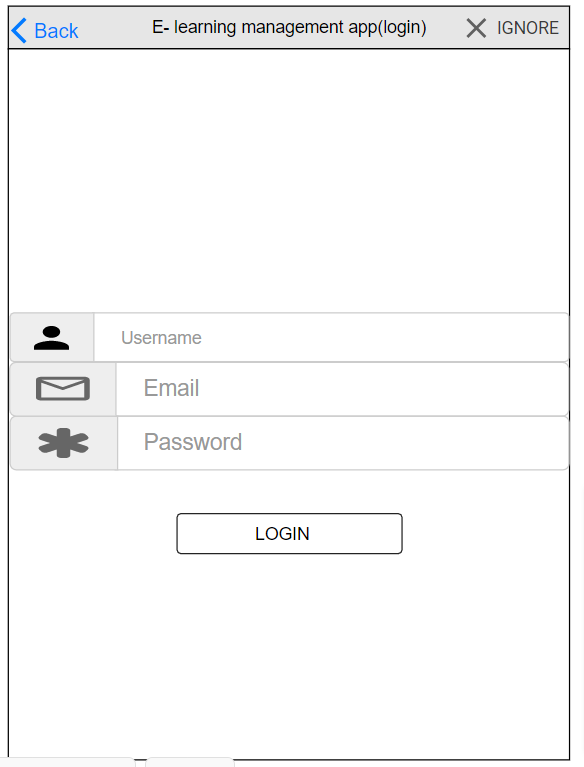 Back E- learning management app(login) IGNORE
Username
Email
Password
LOGIN